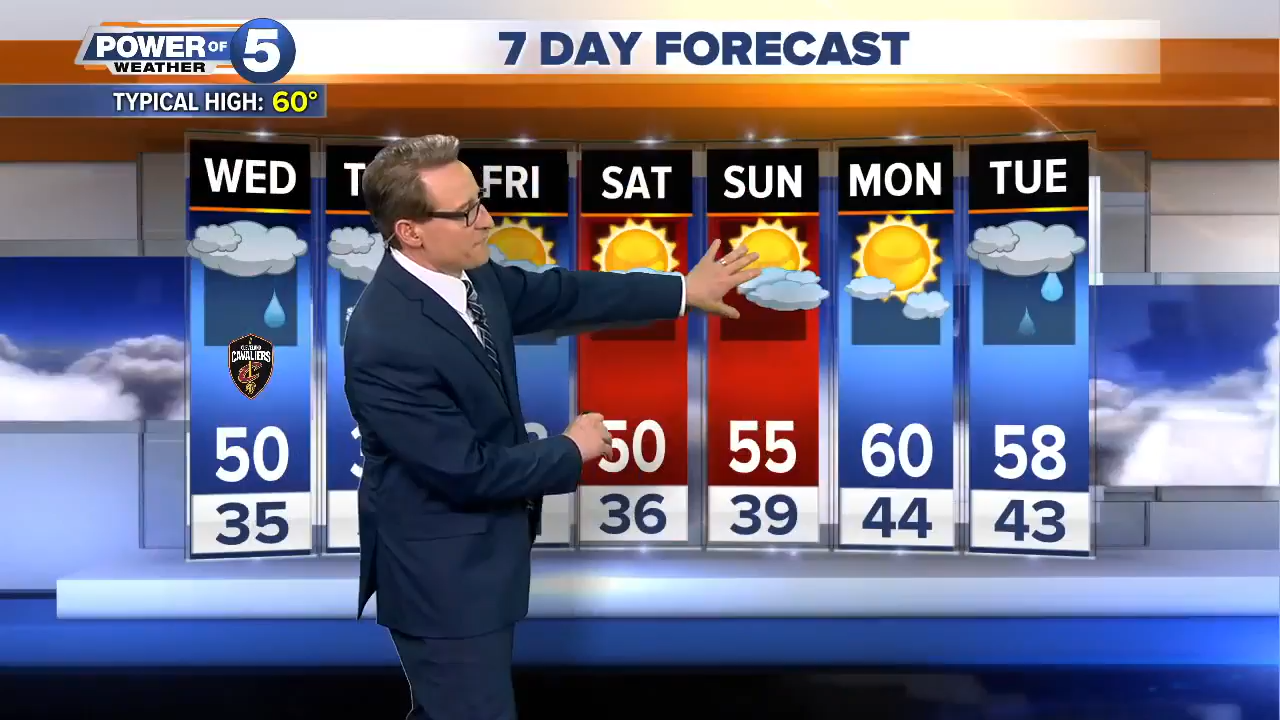 POWER OF 5
WEATHER
7 DAY FORECAST
TYPICAL HIGH: 60°
WED
FRI
SAT
SUN
MON
TUE
CLEVELAND
CAVALIERS
C
50
50
55
60
58
35
36
39
44
43